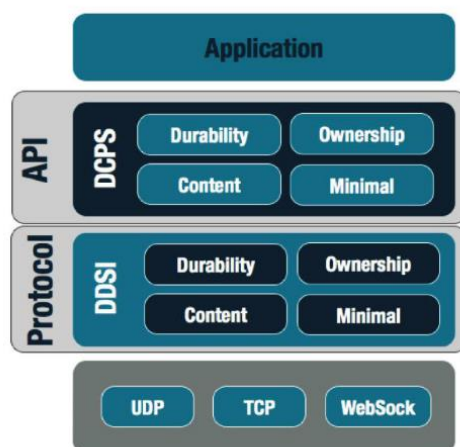 Application
API
DCPS
Durability
Ownership
Content
Minimal
Protocol
DDSI
Durability
Ownership
Content
Minimal
UDP
TCP
WebSock